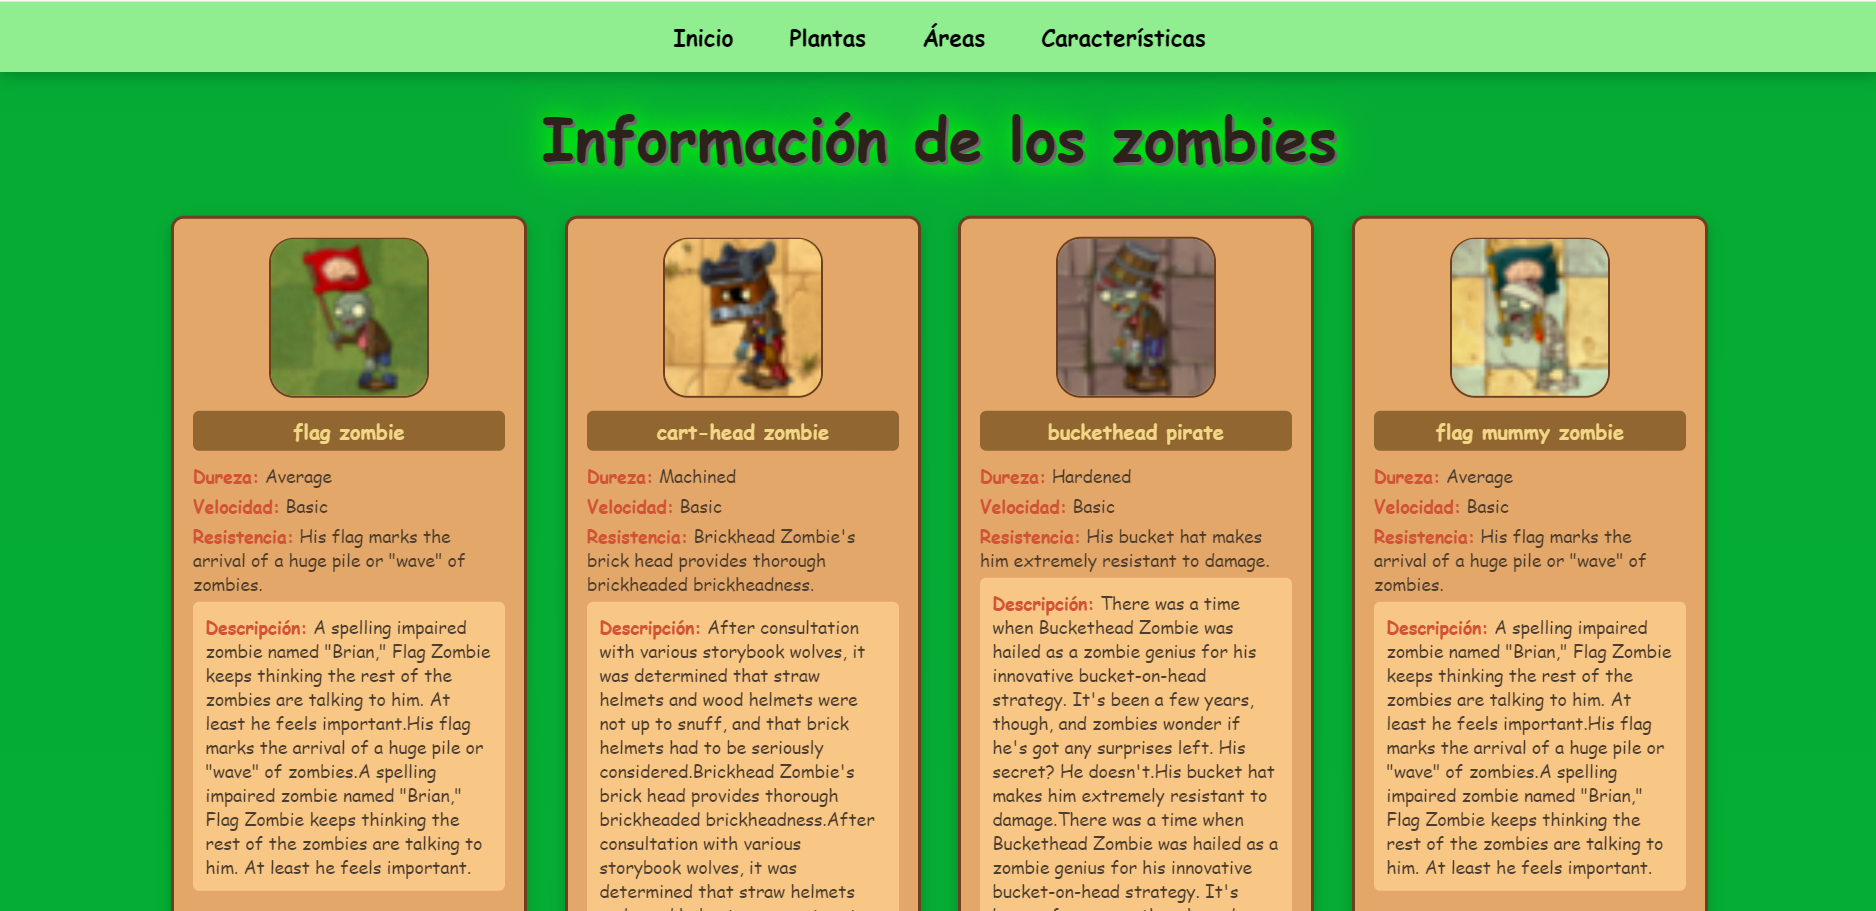 Inicio Plantas Áreas Características
Información de los zombies
flag zombie
Dureza: Average
Velocidad: Basic
Resistencia: His flag marks the
arrival of a huge pile or "wave" of
zombies.
Descripción: A spelling impaired
zombie named "Brian," Flag Zombie
keeps thinking the rest of the
zombies are talking to him. At
least he feels important.His flag
marks the arrival of a huge pile or
"wave" of zombies.A spelling
impaired zombie named "Brian,"
Flag Zombie keeps thinking the
rest of the zombies are talking to
him. At least he feels important.
cart-head zombie
Dureza: Machined
Velocidad: Basic
Resistencia: Brickhead Zombie's
brick head provides thorough
brickheaded brickheadness.
Descripción: After consultation
with various storybook wolves, it
was determined that straw
helmets and wood helmets were
not up to snuff, and that brick
helmets had to be seriously
considered.Brickhead Zombie's
brick head provides thorough
brickheaded brickheadness.After
consultation with various
storybook wolves, it was
determined that straw helmets
buckethead pirate
Dureza: Hardened
Velocidad: Basic
Resistencia: His bucket hat makes
him extremely resistant to damage.
Descripción: There was a time
when Buckethead Zombie was
hailed as a zombie genius for his
innovative bucket-on-head
strategy. It's been a few years,
though, and zombies wonder if
he's got any surprises left. His
secret? He doesn't.His bucket hat
makes him extremely resistant to
damage.There was a time when
Buckethead Zombie was hailed as a
zombie genius for his innovative
bucket-on-head strategy. It's
flag mummy zombie
Dureza: Average
Velocidad: Basic
Resistencia: His flag marks the
arrival of a huge pile or "wave" of
zombies.
Descripción: A spelling impaired
zombie named "Brian," Flag Zombie
keeps thinking the rest of the
zombies are talking to him. At
least he feels important.His flag
marks the arrival of a huge pile or
"wave" of zombies.A spelling
impaired zombie named "Brian,"
Flag Zombie keeps thinking the
rest of the zombies are talking to
him. At least he feels important.